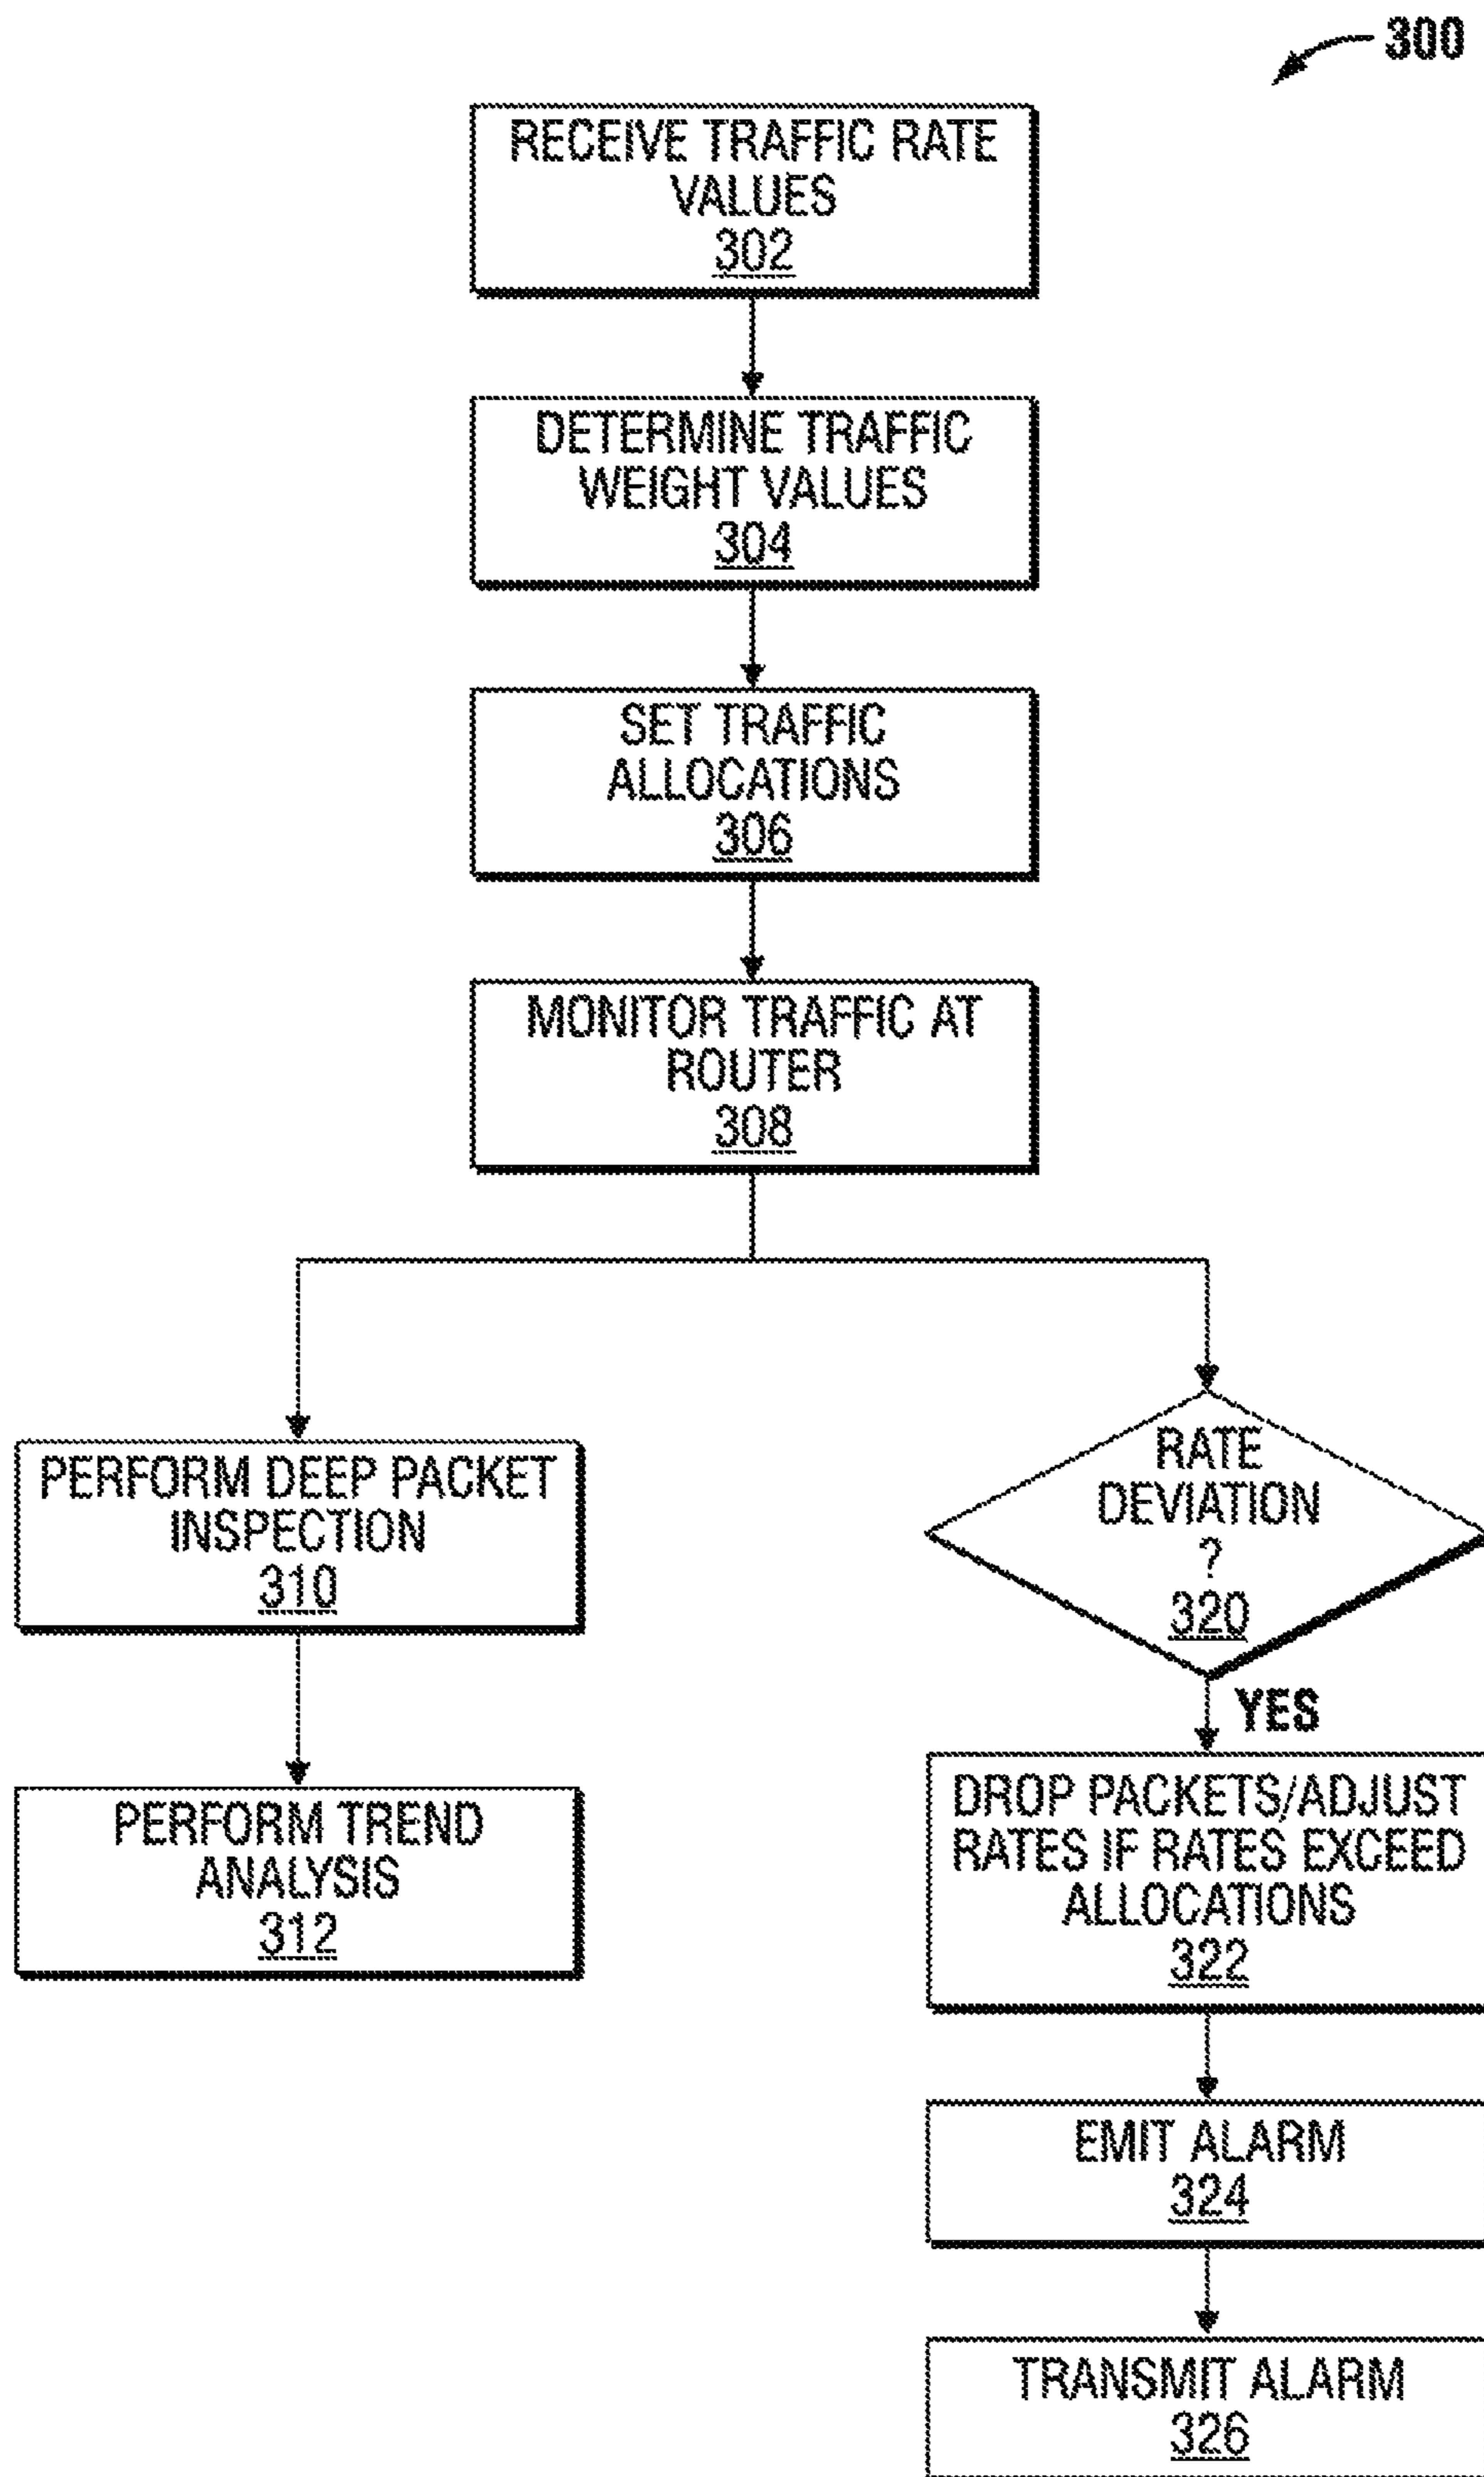 300
RECEIVE TRAFFIC RATE
VALUES
302
DETERMINE TRAFFIC
WEIGHT VALUES
304
SET TRAFFIC
ALLOCATIONS
306
MONITOR TRAFFIC AT
ROUTER
308
PERFORM DEEP PACKET
INSPECTION
310
PERFORM TREND
ANALYSIS
312
RATE
DEVIATION
?
320
YES
DROP PACKETS/ADJUST
RATES IF RATES EXCEED
ALLOCATIONS
322
EMIT ALARM
324
TRANSMIT ALARM
326